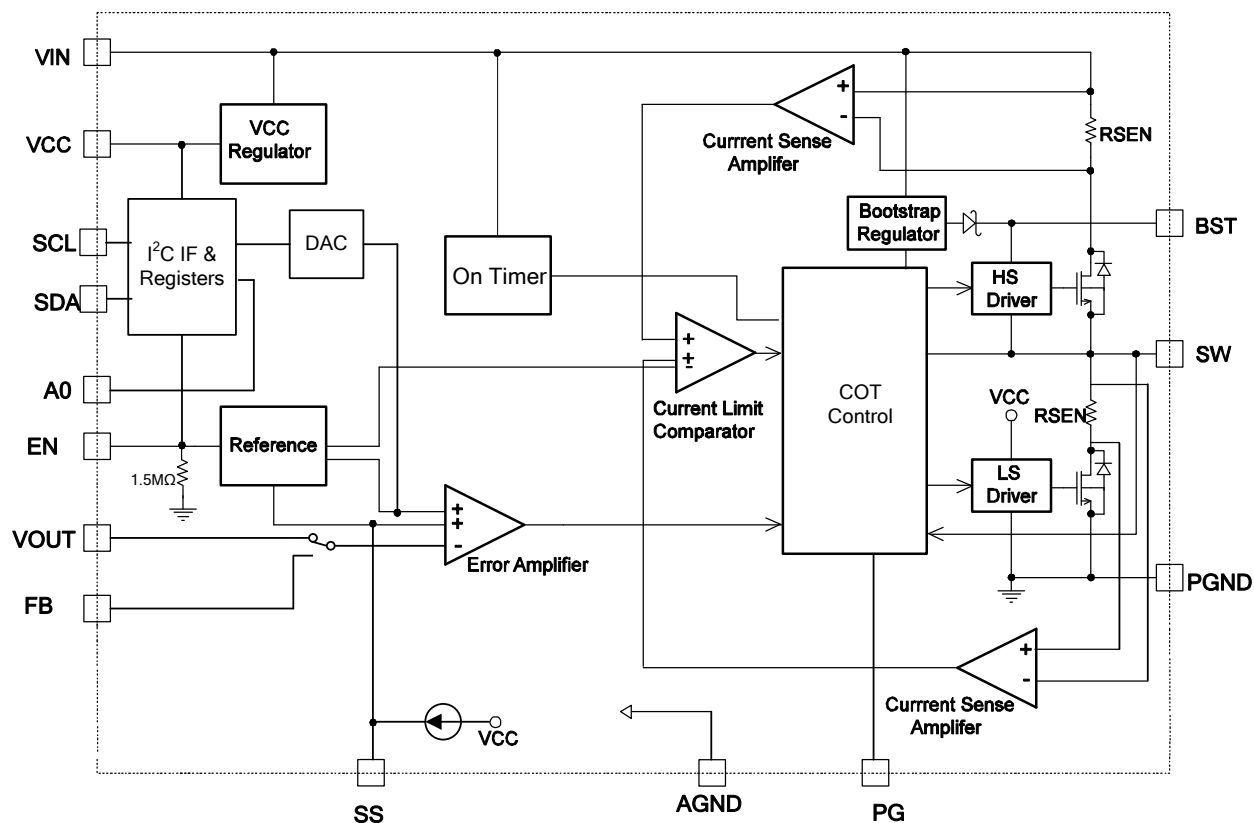 VIN
VCC
Regulator
VCC
Currrent Sense
Amplifer
RSEN
Bootstrap
Regulator
BST
SCL
I2C IF &
Registers
DAC
On Timer
SDA
HS
Driver
SW
A0
Current Limit
Comparator
COT
Control
VCC
RSEN
EN
Reference
1.5MΩ
LS
Driver
VOUT
Error Amplifier
PGND
FB
Currrent Sense
Amplifer
VCC
SS
AGND
PG
+
-
+
+
-
+
+
-
+
-